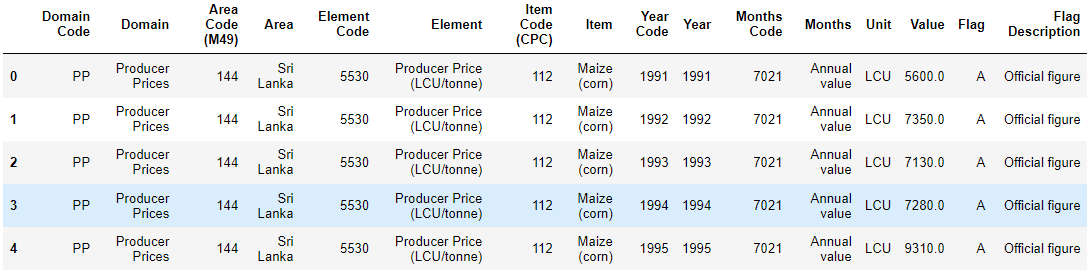 Domain Code Domain Area Code (M49) Area Element Code Element Item Code (CPC) Item Year Code Year Months Code Months Unit Value Flag Flag Description
0 PP Producer Prices 144 Sri Lanka 5530 Producer Price (LCU/tonne) 112 Maize (corn) 1991 1991 7021 Annual value LCU 5600.0 A Official figure
1 PP Producer Prices 144 Sri Lanka 5530 Producer Price (LCU/tonne) 112 Maize (corn) 1992 1992 7021 Annual value LCU 7350.0 A Official figure
2 PP Producer Prices 144 Sri Lanka 5530 Producer Price (LCU/tonne) 112 Maize (corn) 1993 1993 7021 Annual value LCU 7130.0 A Official figure
3 PP Producer Prices 144 Sri Lanka 5530 Producer Price (LCU/tonne) 112 Maize (corn) 1994 1994 7021 Annual value LCU 7280.0 A Official figure
4 PP Producer Prices 144 Sri Lanka 5530 Producer Price (LCU/tonne) 112 Maize (corn) 1995 1995 7021 Annual value LCU 9310.0 A Official figure